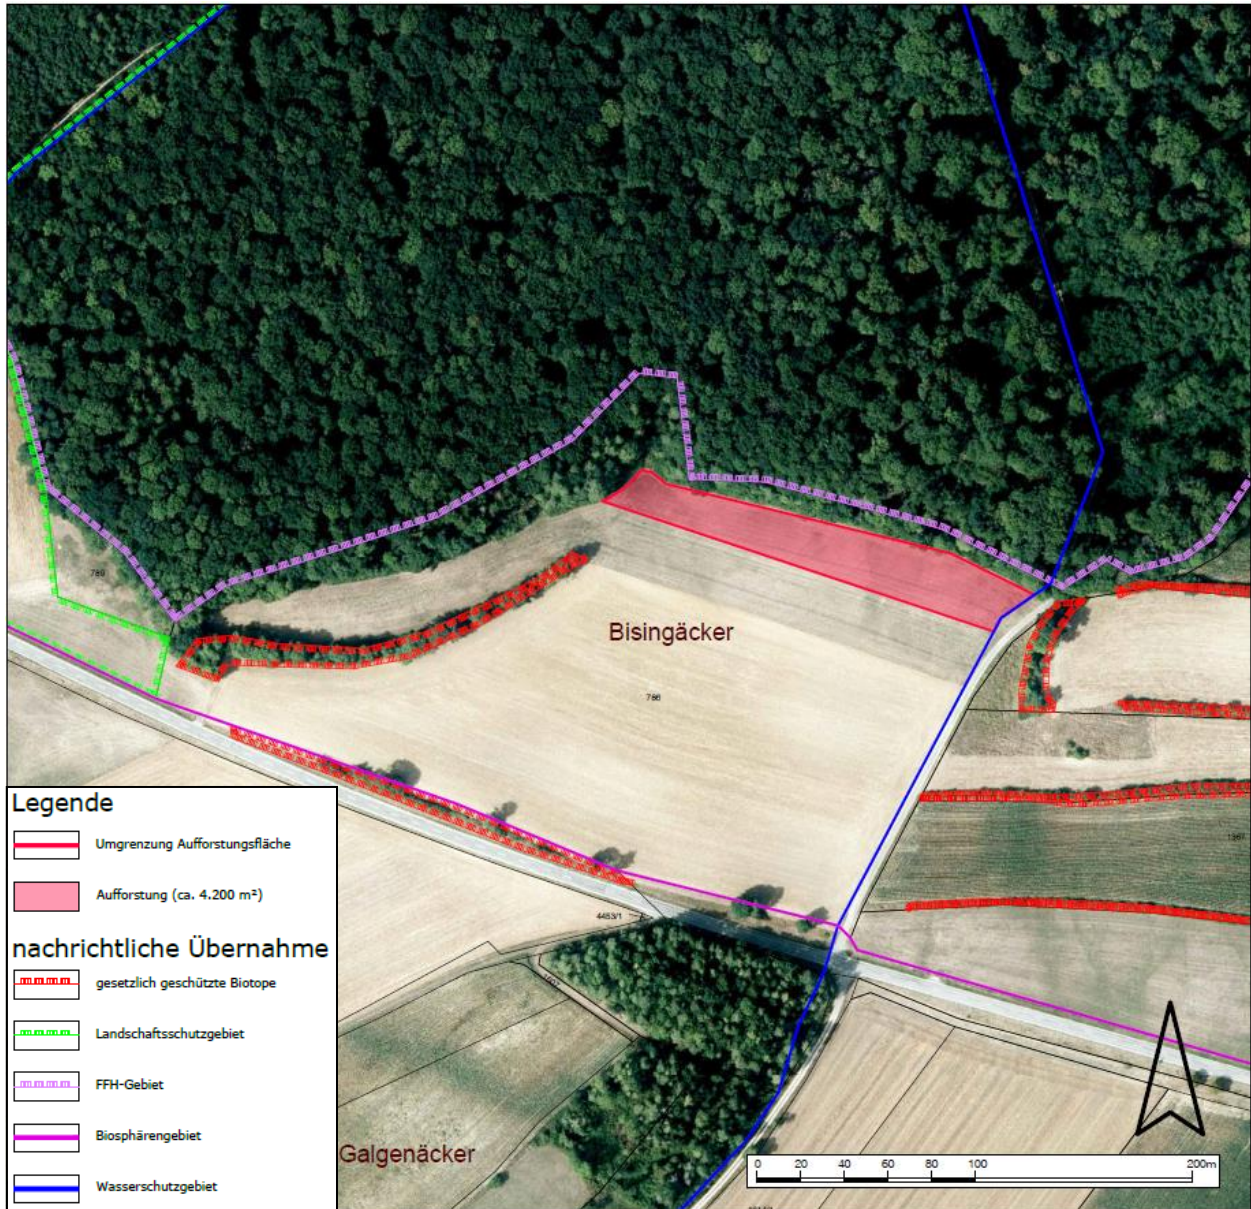 789
Bisingäcker
786
Legende
Umgrenzung Aufforstungsfläche
Aufforstung (ca. 4.200 m²)
nachrichtliche Übernahme
gesetzlich geschützte Biotope
Landschaftsschutzgebiet
FFH-Gebiet
Biosphärengebiet
Wasserschutzgebiet
4453/1
Galgenäcker
0 20 40 60 80 100 200m